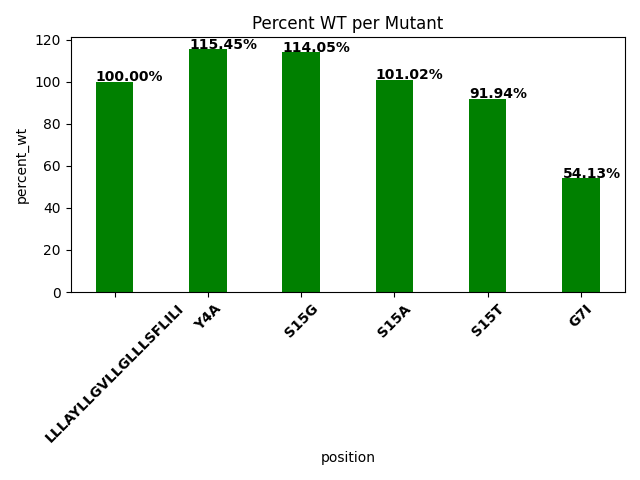 Percent WT per Mutant
120
100
80
60
40
20
0
percent_wt
100.00%
115.45%
114.05%
101.02%
91.94%
54.13%
LLLAYLLGVLLGLLLSFLILI
Y4A
S15G
S15A
S15T
G7I
position